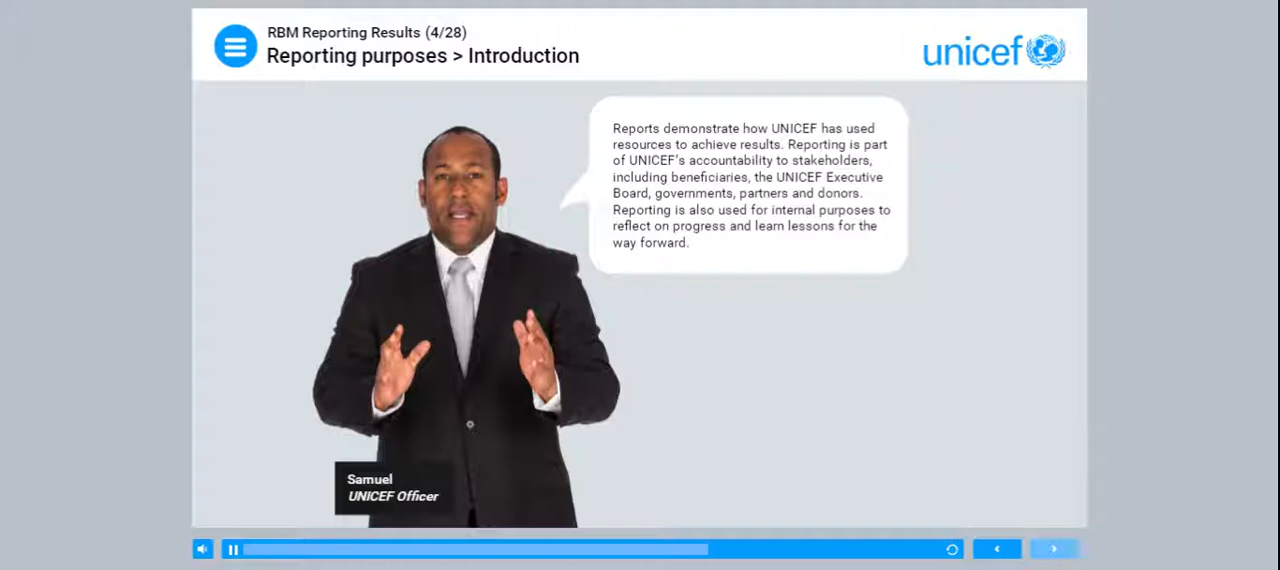 RBM Reporting Results (4/28)
Reporting purposes > Introduction
unicef
Reports demonstrate how UNICEF has used
resources to achieve results. Reporting is part
of UNICEF's accountability to stakeholders,
including beneficiaries, the UNICEF Executive
Board, governments, partners and donors.
Reporting is also used for internal purposes to
reflect on progress and learn lessons for the
way forward.
Samuel
UNICEF Officer